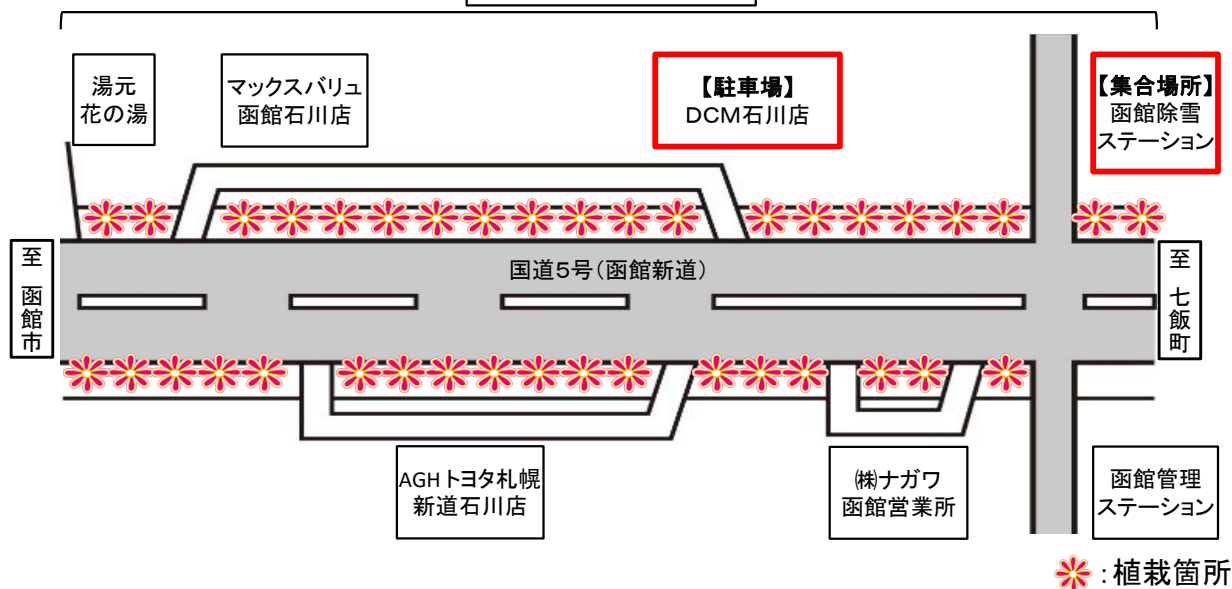 湯元
花の湯
マックスバリュ
函館石川店
【駐車場】
DCM石川店
【集合場所】
函館除雪
ステーション
国道5号(函館新道)
至 函館市
至 七飯町
AGHトヨタ札幌
新道石川店
㈱ナガワ
函館営業所
函館管理
ステーション
:植栽箇所